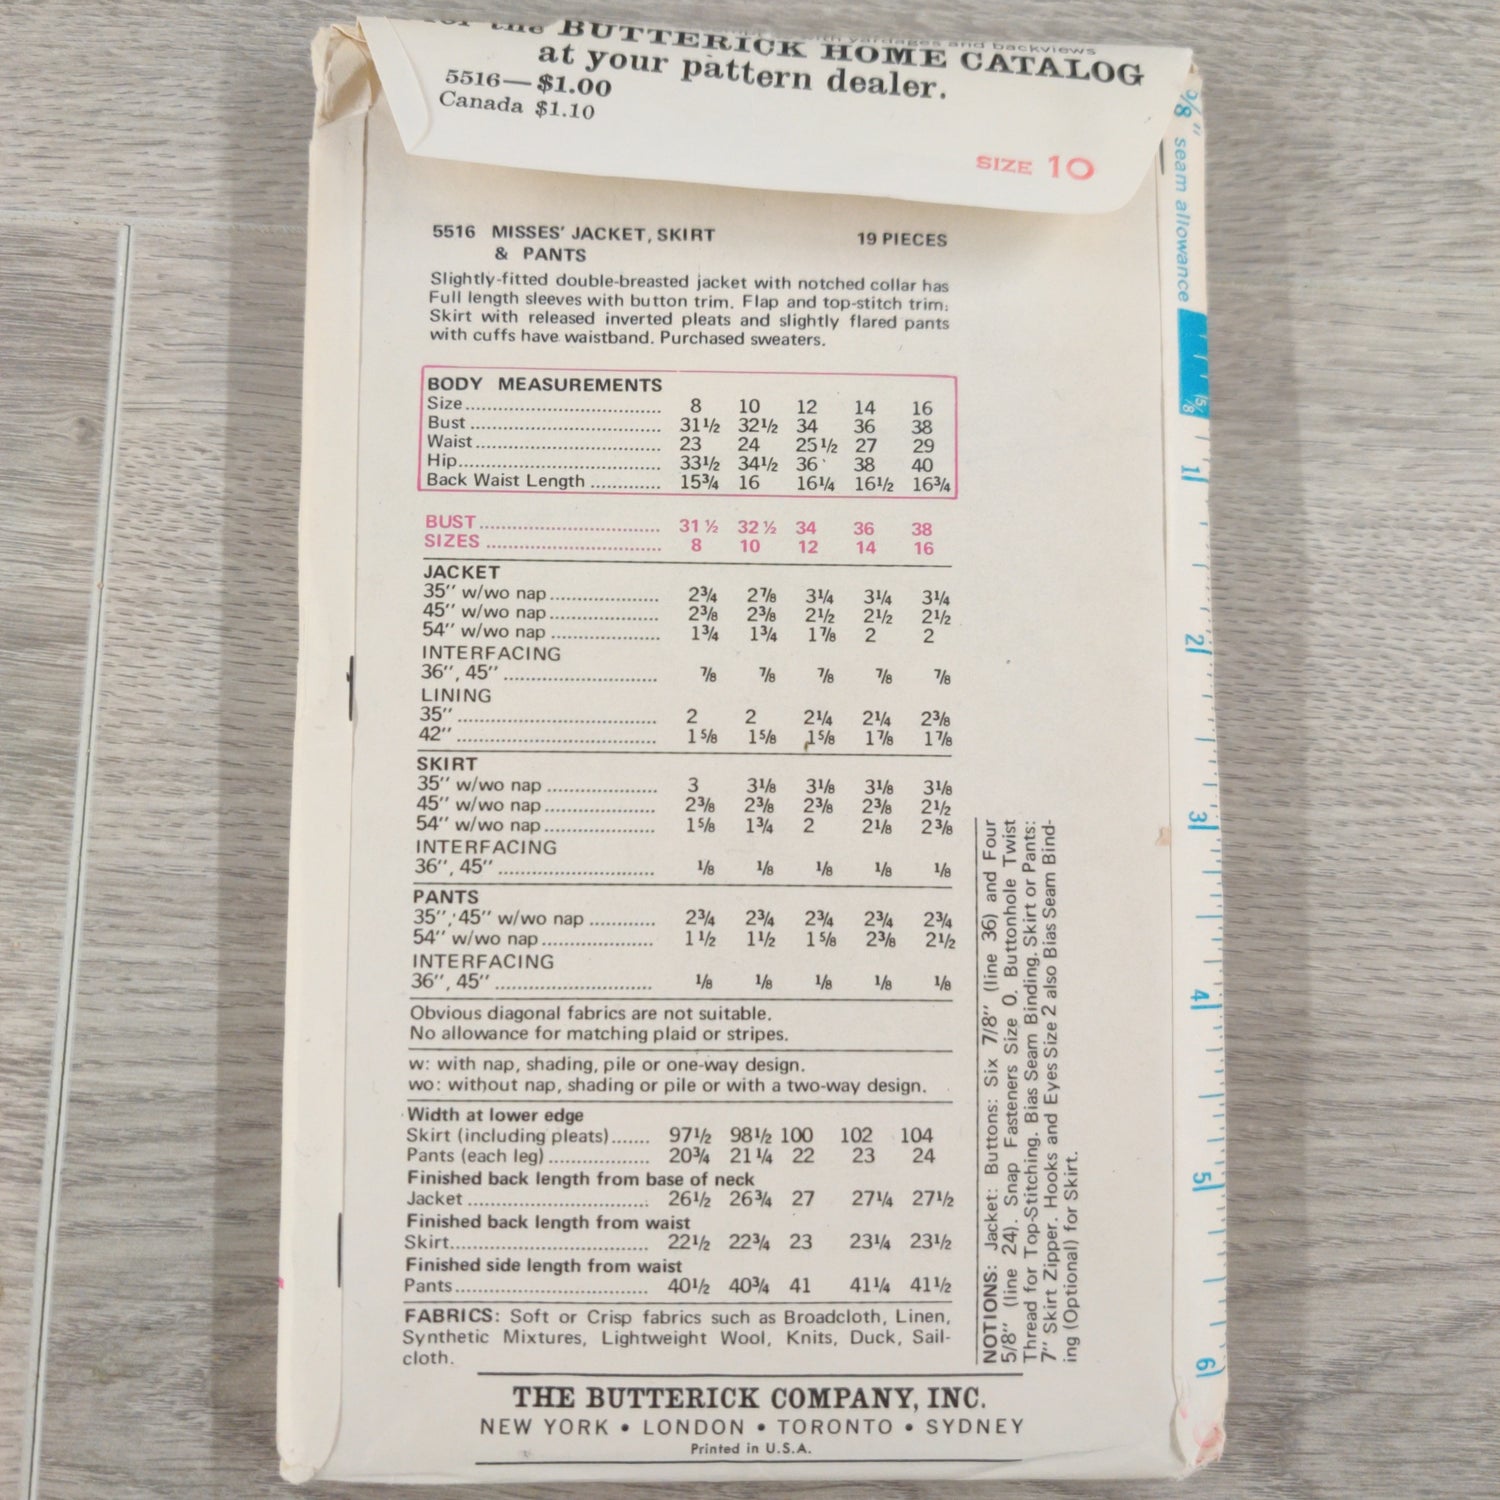 the BUTTERICK HOME CATALOG
at your pattern dealer.
5516—$1.00
Canada $1.10
SIZE 10
5/8" seam allowance
5516 MISSES' JACKET, SKIRT
& PANTS
19 PIECES
Slightly-fitted double-breasted jacket with notched collar has
Full length sleeves with button trim. Flap and top-stitch trim.
Skirt with released inverted pleats and slightly flared pants
with cuffs have waistband. Purchased sweaters.
BODY MEASUREMENTS
Size 8 10 12 14 16
Bust 31½ 32½ 34 36 38
Waist 23 24 25½ 27 29
Hip 33½ 34½ 36 38 40
Back Waist Length 15¾ 16 16¼ 16½ 16¾
BUST 31 ½ 32 ½ 34 36 38
SIZES 8 10 12 14 16
JACKET
35" w/wo nap 2¾ 2⅞ 3¼ 3¼ 3¼
45" w/wo nap 2⅜ 2⅜ 2½ 2½ 2½
54" w/wo nap 1¾ 1¾ 1⅞ 2 2
INTERFACING
36", 45" ⅞ ⅞ ⅞ ⅞ ⅞
LINING
35" 2 2 2¼ 2¼ 2⅜
42" 1⅝ 1⅝ 1⅝ 1⅞ 1⅞
SKIRT
35" w/wo nap 3 3⅛ 3⅛ 3⅛ 3⅛
45" w/wo nap 2⅜ 2⅜ 2⅜ 2⅜ 2½
54" w/wo nap 1⅝ 1¾ 2 2⅛ 2⅜
INTERFACING
36", 45" ⅛ ⅛ ⅛ ⅛ ⅛
PANTS
35", 45" w/wo nap 2¾ 2¾ 2¾ 2¾ 2¾
54" w/wo nap 1½ 1½ 1⅝ 2⅜ 2½
INTERFACING
36", 45" ⅛ ⅛ ⅛ ⅛ ⅛
Obvious diagonal fabrics are not suitable.
No allowance for matching plaid or stripes.
w: with nap, shading, pile or one-way design.
wo: without nap, shading or pile or with a two-way design.
Width at lower edge
Skirt (including pleats) 97½ 98½ 100 102 104
Pants (each leg) 20¾ 21¼ 22 23 24
Finished back length from base of neck
Jacket 26½ 26¾ 27 27¼ 27½
Finished back length from waist
Skirt 22½ 22¾ 23 23¼ 23½
Finished side length from waist
Pants 40½ 40¾ 41 41¼ 41½
FABRICS: Soft or Crisp fabrics such as Broadcloth, Linen,
Synthetic Mixtures, Lightweight Wool, Knits, Duck, Sail-
cloth.
NOTIONS: Jacket: Buttons: Six 7/8" (line 36) and Four
5/8" (line 24). Snap Fasteners Size 0. Buttonhole Twist
Thread for Top-Stitching. Bias Seam Binding. Skirt or Pants:
7" Skirt Zipper. Hooks and Eyes Size 2 also Bias Seam Bind-
ing (Optional) for Skirt.
THE BUTTERICK COMPANY, INC.
NEW YORK • LONDON • TORONTO • SYDNEY
Printed in U.S.A.
5/8
1
2
3
4
5
6